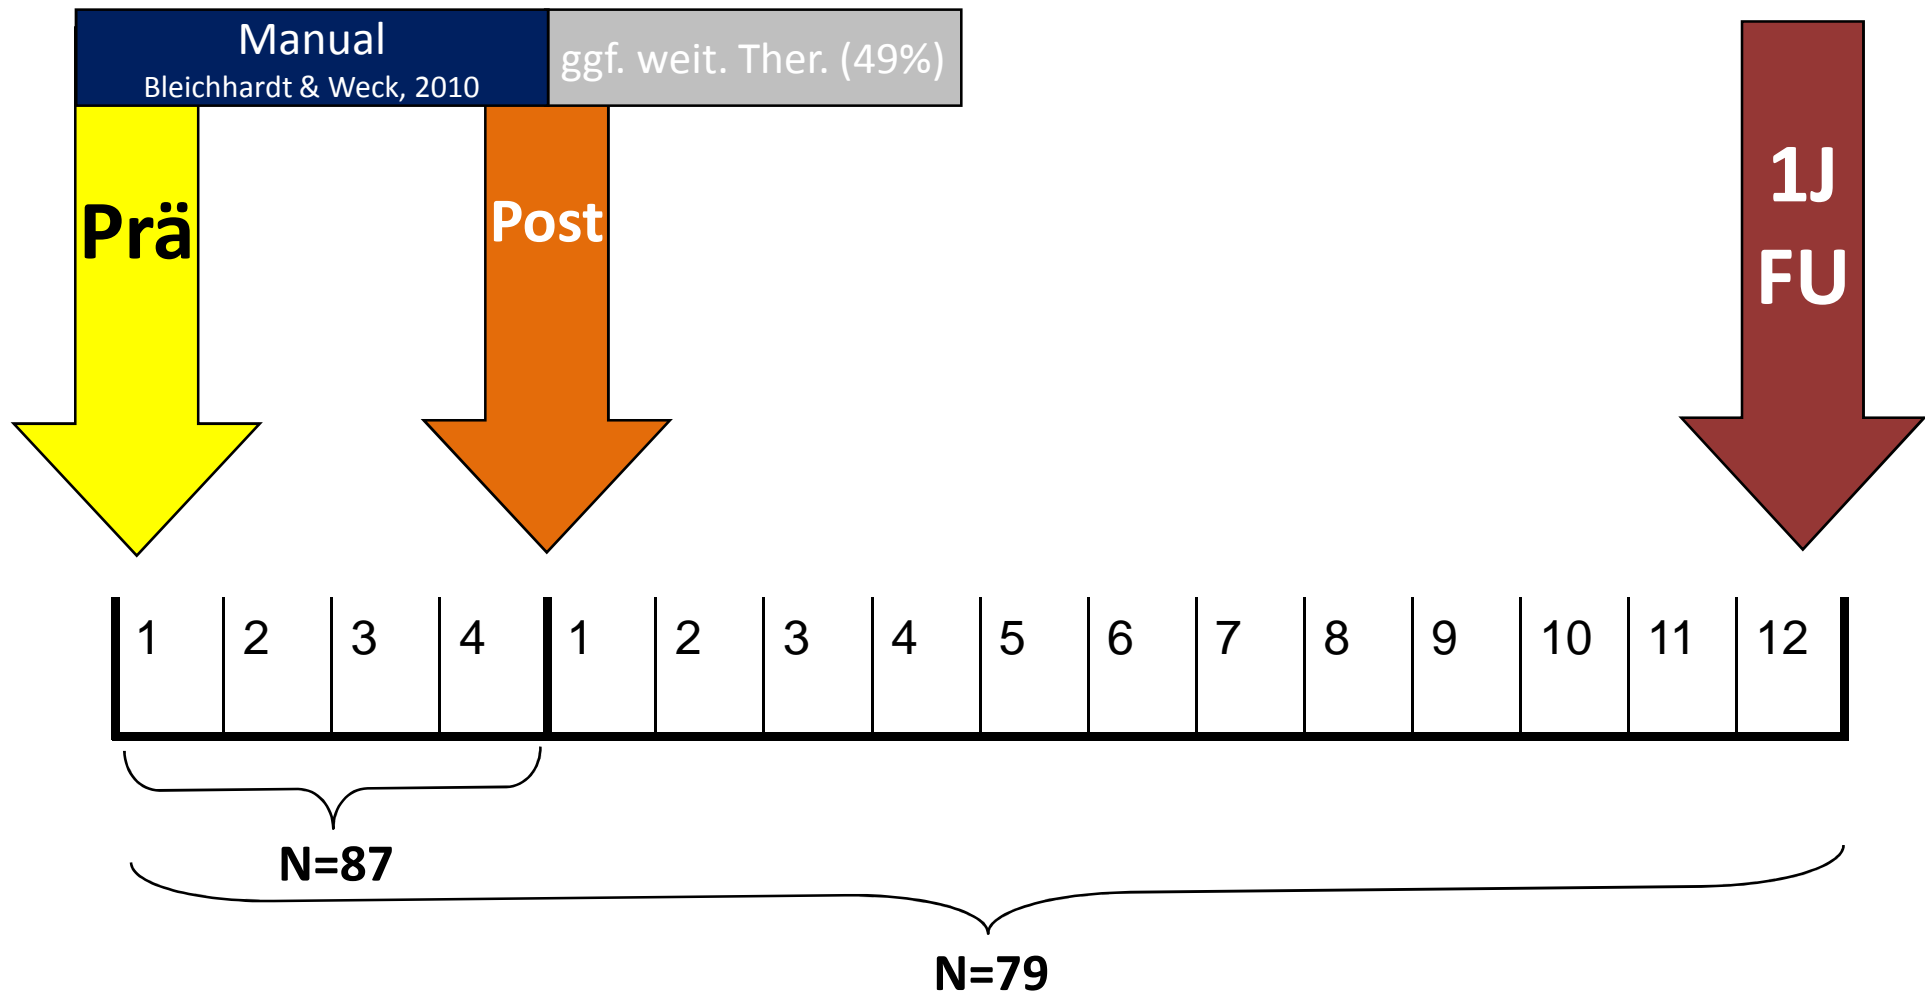 Manual
Bleichhardt & Weck, 2010
ggf. weit. Ther. (49%)
Prä
Post
1J
FU
1 2 3 4 1 2 3 4 5 6 7 8 9 10 11 12
N=87
N=79